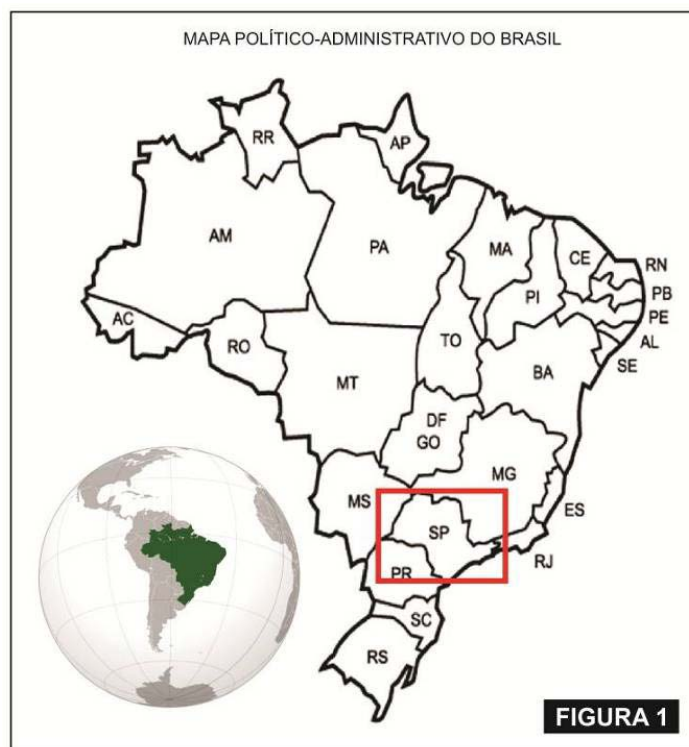 MAPA POLÍTICO-ADMINISTRATIVO DO BRASIL
RR
AP
AM
PA
MA
CE
RN
PB
PE
AL
SE
PI
AC
RO
TO
MT
BA
DF
GO
MG
MS
ES
SP
RJ
PR
SC
RS
FIGURA 1